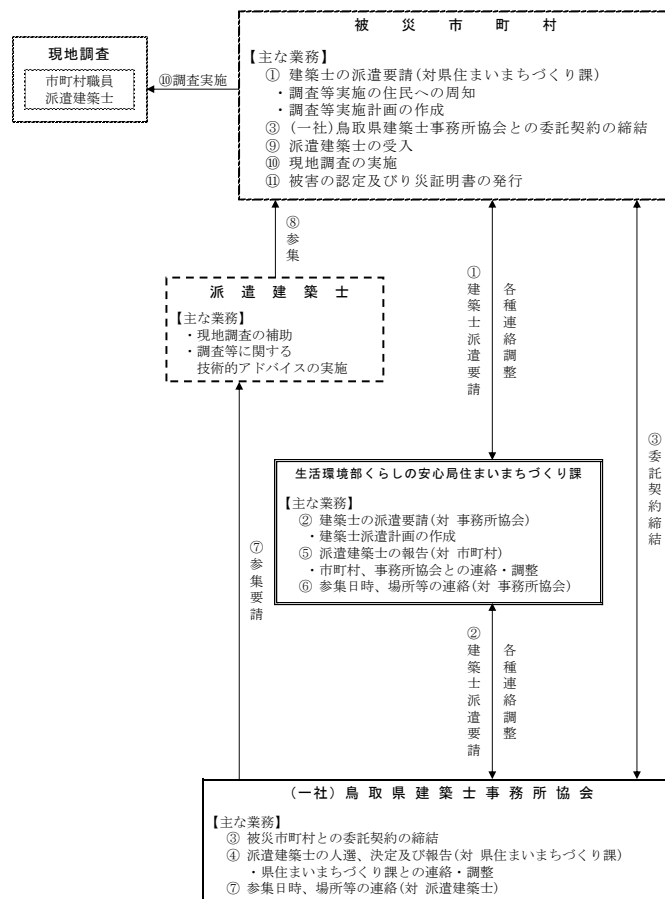 被災市町村
【主な業務】
① 建築士の派遣要請(対県住まいまちづくり課)
・調査等実施の住民への周知
・調査等実施計画の作成
③ (一社)鳥取県建築士事務所協会との委託契約の締結
⑨ 派遣建築士の受入
⑩ 現地調査の実施
⑪ 被害の認定及びり災証明書の発行
現地調査
市町村職員
派遣建築士
⑩調査実施
⑧参集
派遣建築士
【主な業務】
・現地調査の補助
・調査等に関する
技術的アドバイスの実施
①建築士派遣要請
各種連絡調整
③委託契約締結
生活環境部くらしの安心局住まいまちづくり課
【主な業務】
② 建築士の派遣要請(対 事務所協会)
・建築士派遣計画の作成
⑤ 派遣建築士の報告(対 市町村)
・市町村、事務所協会との連絡・調整
⑥ 参集日時、場所等の連絡(対 事務所協会)
⑦参集要請
②建築士派遣要請
各種連絡調整
(一社)鳥取県建築士事務所協会
【主な業務】
③ 被災市町村との委託契約の締結
④ 派遣建築士の人選、決定及び報告(対 県住まいまちづくり課)
・県住まいまちづくり課との連絡・調整
⑦ 参集日時、場所等の連絡(対 派遣建築士)